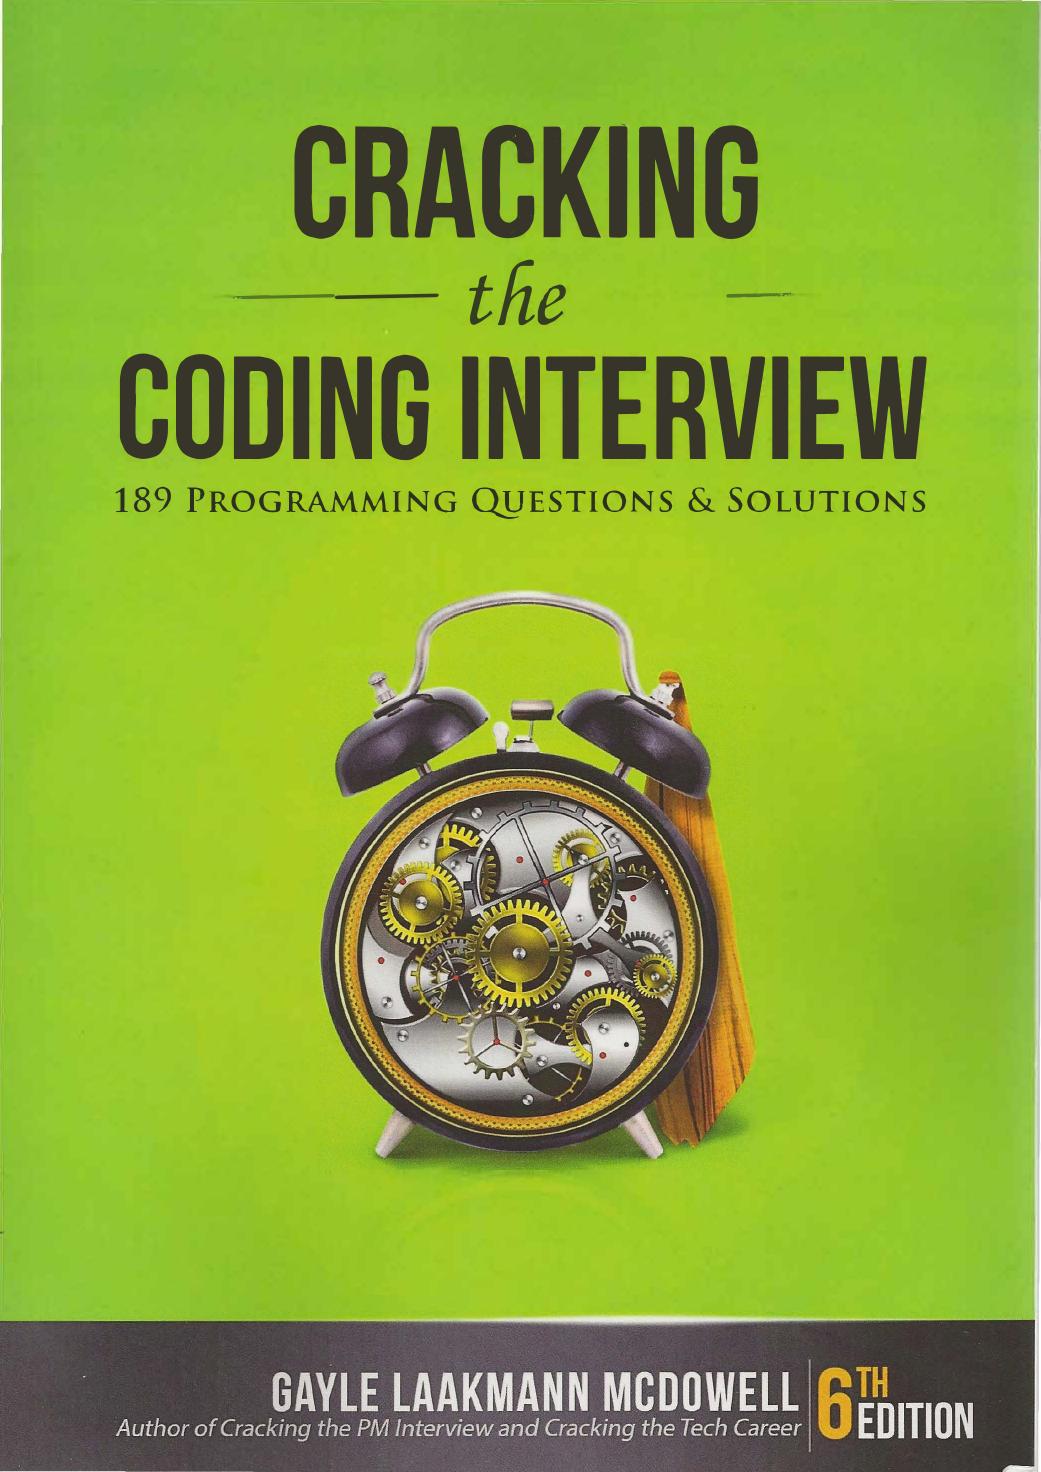 CRACKING
the
CODING INTERVIEW
189 PROGRAMMING QUESTIONS & SOLUTIONS
GAYLE LAAKMANN MCDOWELL
Author of Cracking the PM Interview and Cracking the Tech Career
6TH EDITION